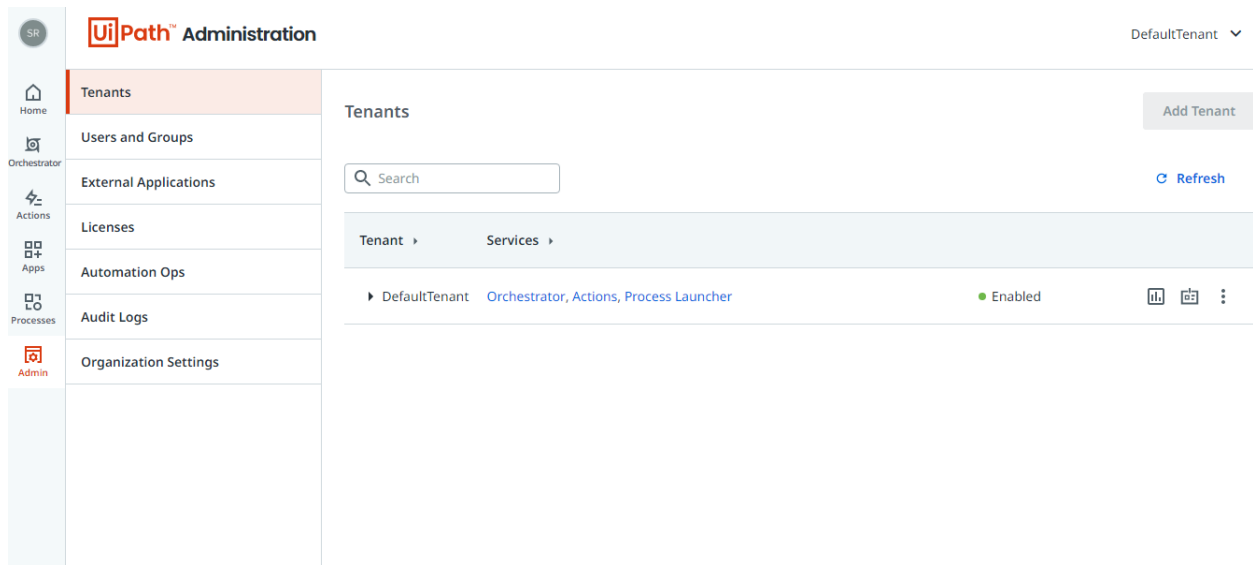 SR
UiPath™ Administration
DefaultTenant
Home
Orchestrator
Actions
Apps
Processes
Admin
Tenants
Users and Groups
External Applications
Licenses
Automation Ops
Audit Logs
Organization Settings
Tenants
Add Tenant
Search
Refresh
Tenant Services
DefaultTenant Orchestrator, Actions, Process Launcher Enabled